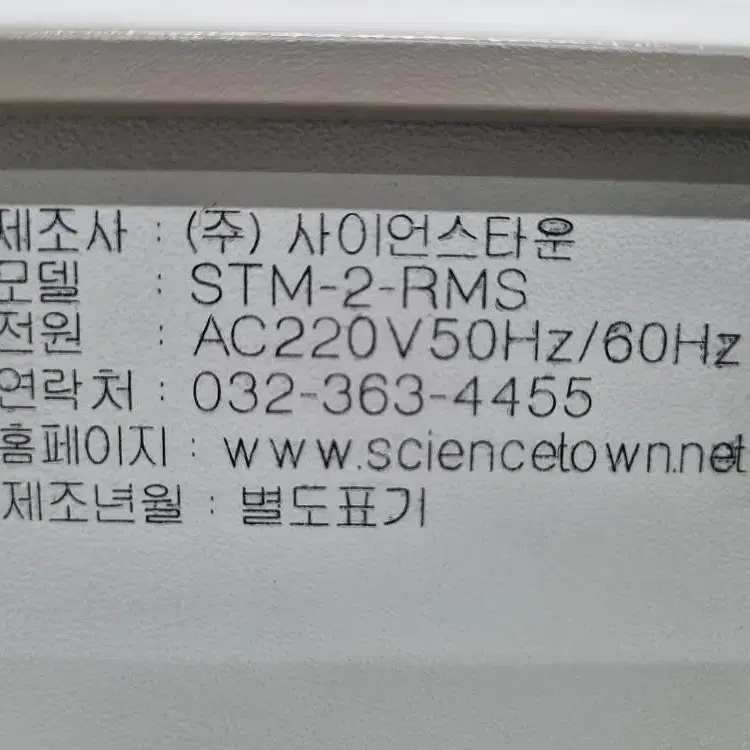 제조사 : (주) 사이언스타운
모델 : STM-2-RMS
전원 : AC220V50Hz/60Hz
연락처 : 032-363-4455
홈페이지 : www.sciencetown.net
제조년월 : 별도표기